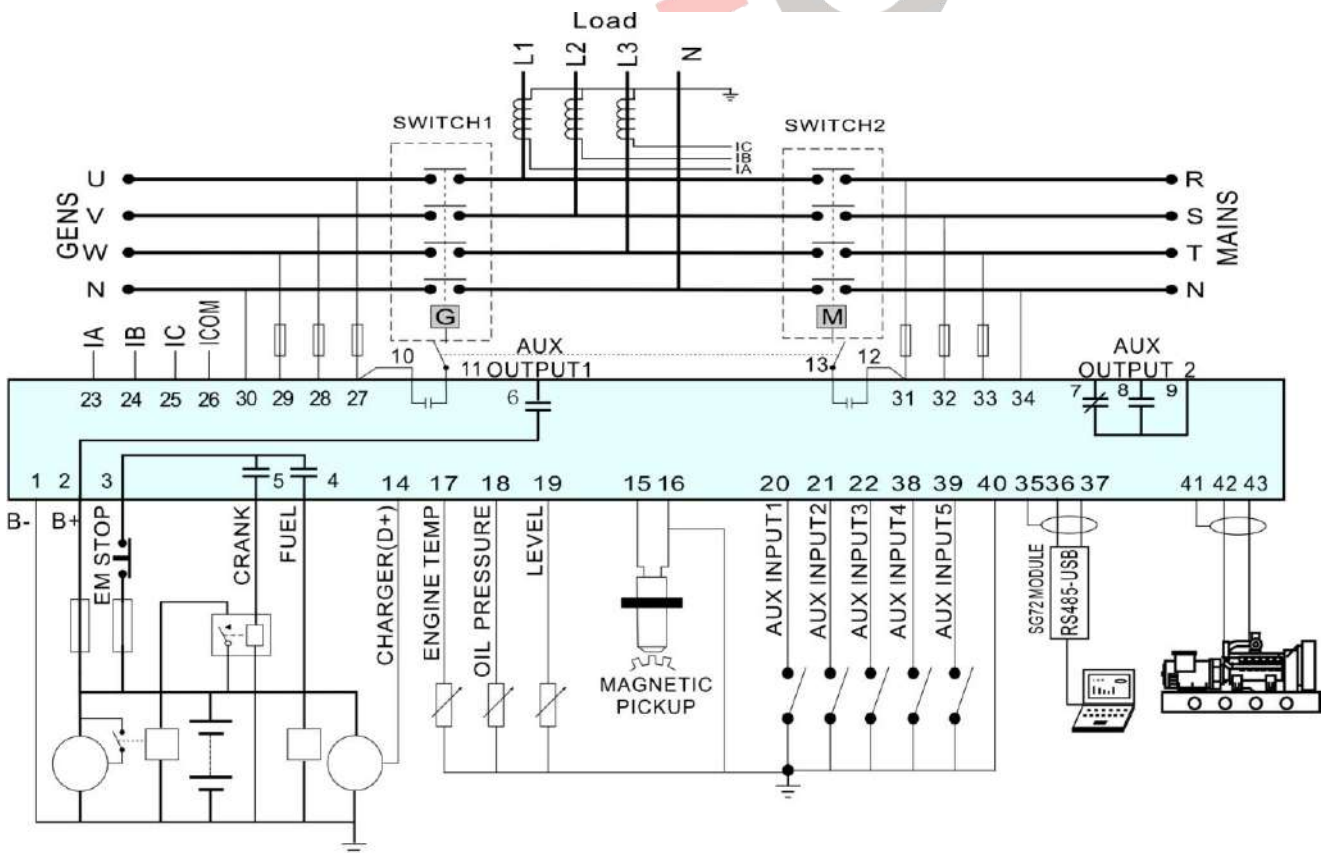 Load
L1 L2 L3 N
SWITCH1
SWITCH2
IC
IB
IA
GENS
U
V
W
N
MAINS
R
S
T
N
G
M
IA IB IC ICOM
10
11
AUX
OUTPUT1
13
12
AUX
OUTPUT 2
23 24 25 26 30 29 28 27
6
31 32 33 34
7 8 9
1 2 3 5 4 14 17 18 19 15 16 20 21 22 38 39 40 35 36 37 41 42 43
B-
B+
EM STOP
CRANK
FUEL
CHARGER(D+)
ENGINE TEMP
OIL PRESSURE
LEVEL
MAGNETIC
PICKUP
AUX INPUT1
AUX INPUT2
AUX INPUT3
AUX INPUT4
AUX INPUT5
SG72 MODULE
RS485-USB